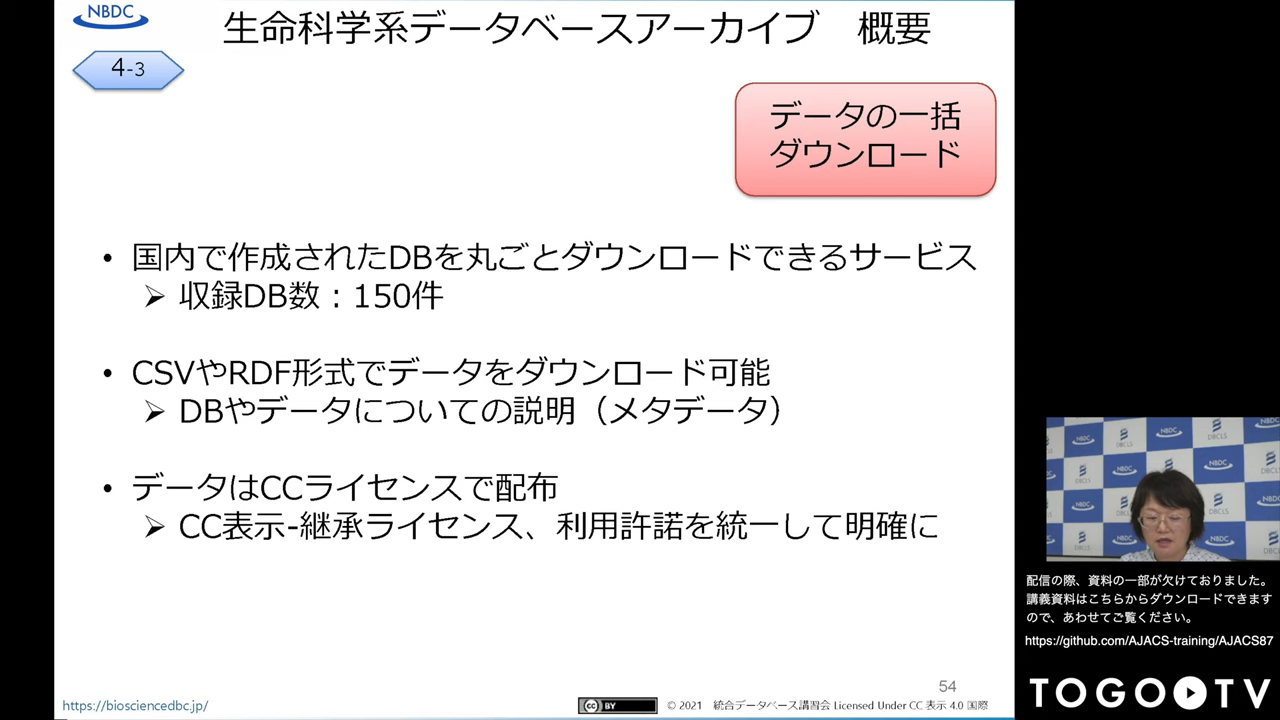 NBDC
生命科学系データベースアーカイブ 概要
4-3
データの一括
ダウンロード
• 国内で作成されたDBを丸ごとダウンロードできるサービス
➢ 収録DB数：150件
• CSVやRDF形式でデータをダウンロード可能
➢ DBやデータについての説明（メタデータ）
• データはCCライセンスで配布
➢ CC表示-継承ライセンス、利用許諾を統一して明確に
54
https://biosciencedbc.jp/
cc BY
© 2021 統合データベース講習会 Licensed Under CC 表示 4.0 国際
NBDC
DBCLS
配信の際、資料の一部が欠けておりました。
講義資料はこちらからダウンロードできます
ので、あわせてご覧ください。
https://github.com/AJACS-training/AJACS87
TOGO TV